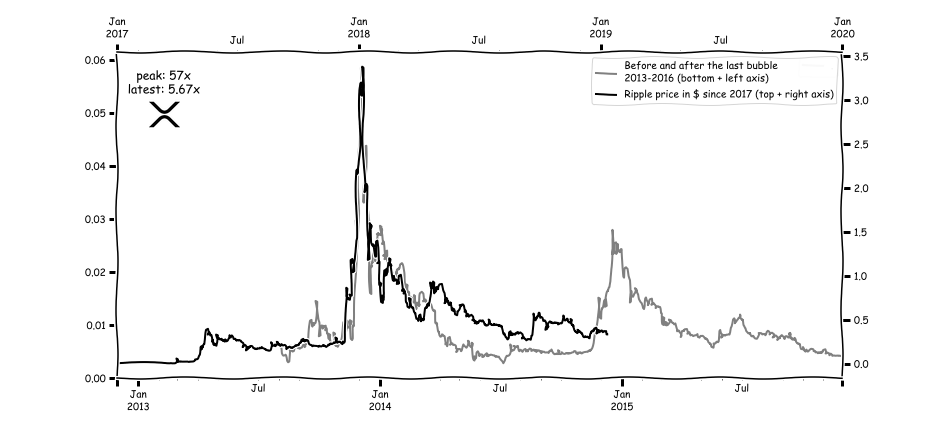 Jan Jan Jan Jan
2017 2018 2019 2020
Jul Jul Jul
0.06 3.5
peak: 57x
latest: 5.67x
Before and after the last bubble
2013-2016 (bottom + left axis)
Ripple price in $ since 2017 (top + right axis)
3.0
0.05
2.5
0.04
2.0
0.03
1.5
0.02
1.0
0.01
0.5
0.0
0.00
Jul Jul Jul
Jan Jan Jan
2013 2014 2015